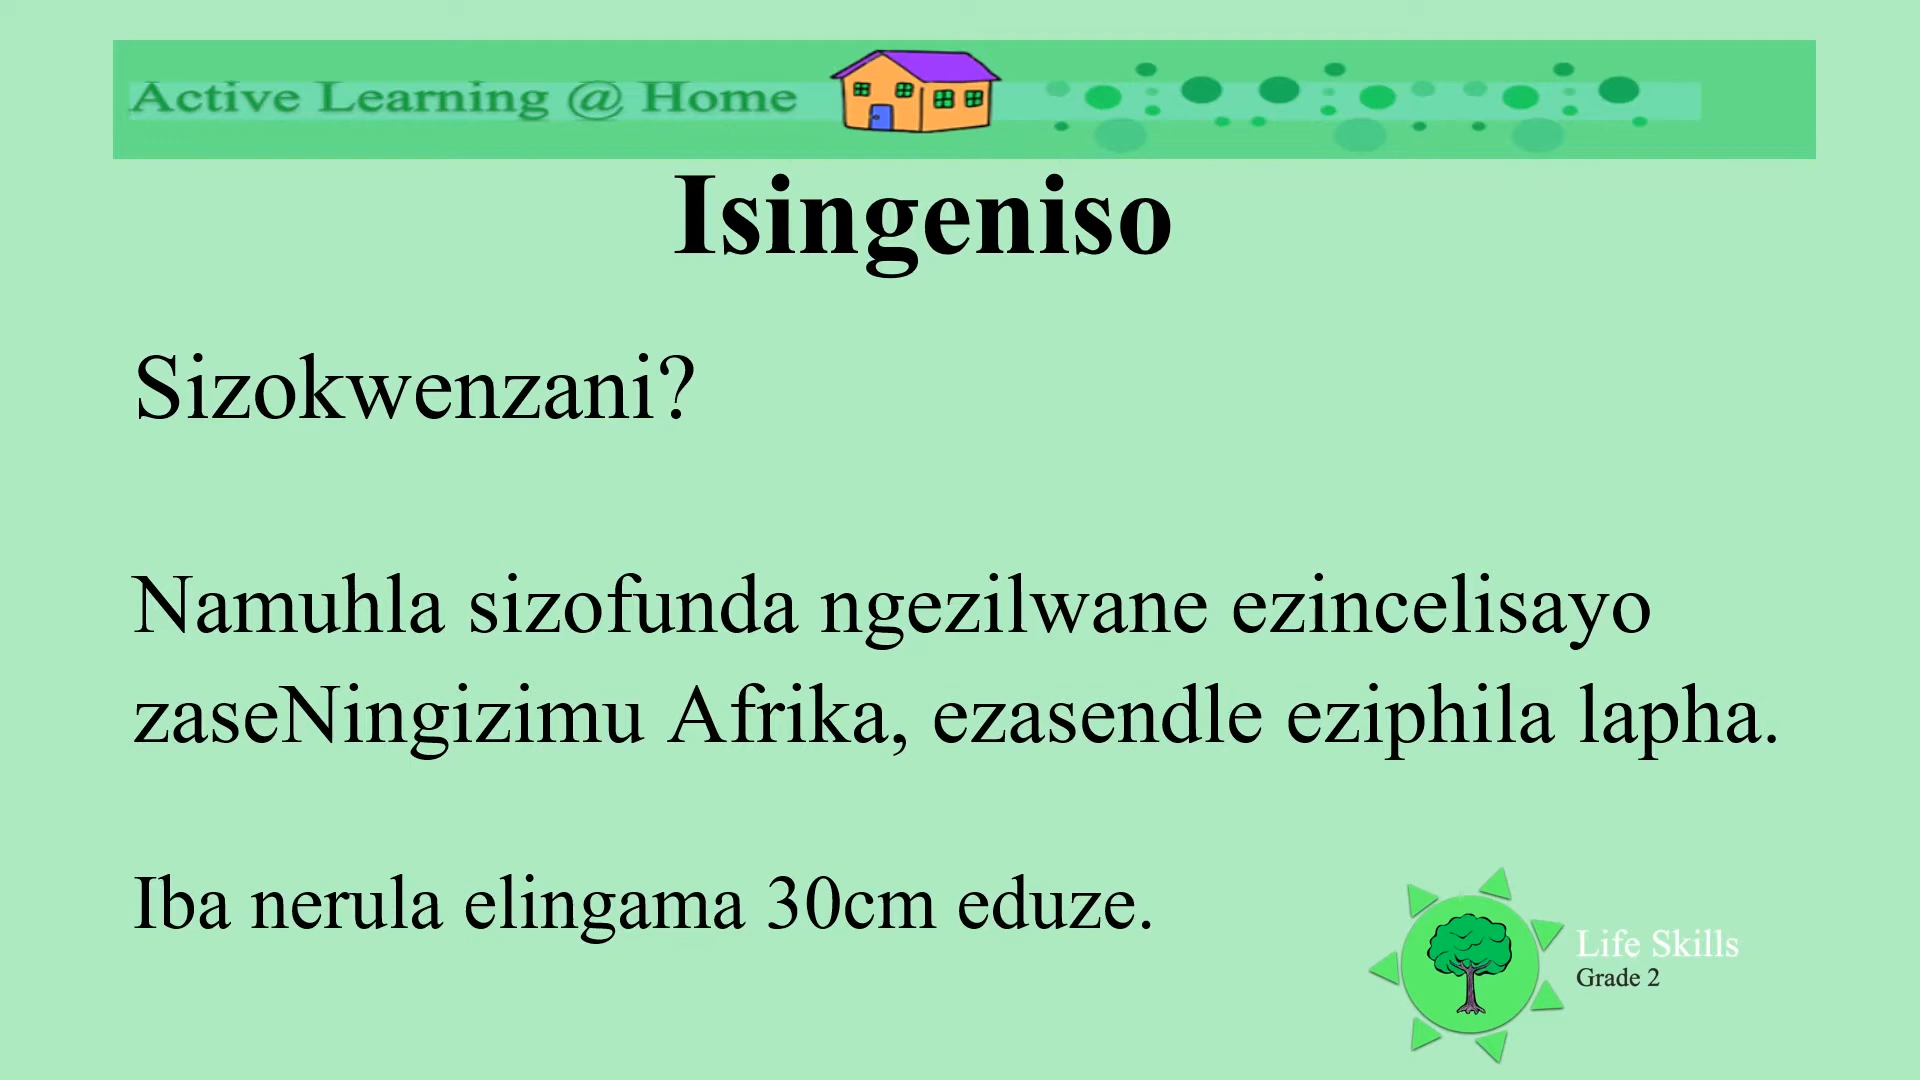 Active Learning @ Home
Isingeniso
Sizokwenzani?
Namuhla sizofunda ngezilwane ezincelisayo
zaseNingizimu Afrika, ezasendle eziphila lapha.
Iba nerula elingama 30cm eduze.
Life Skills
Grade 2